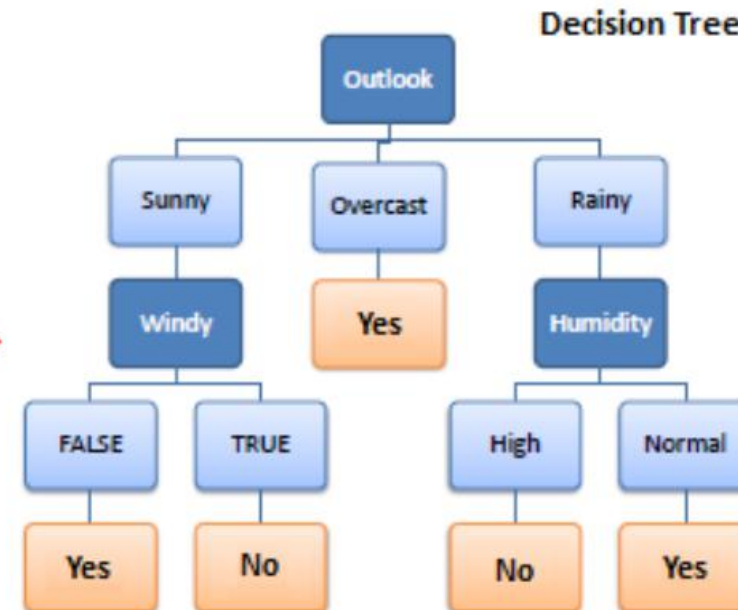 Decision Tree
Outlook
Sunny Overcast Rainy
Windy Yes Humidity
FALSE TRUE High Normal
Yes No No Yes